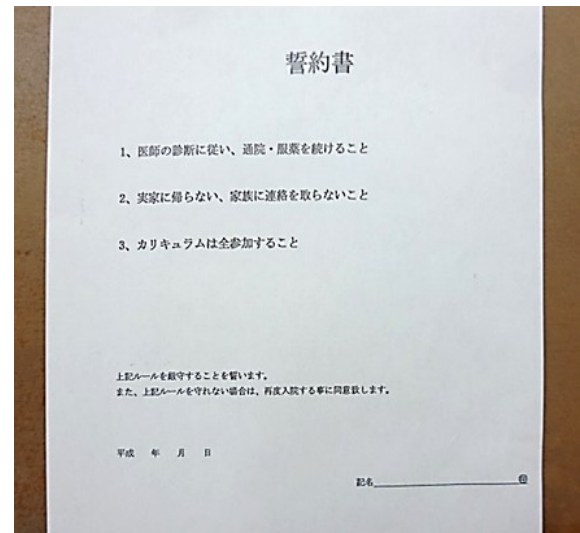 誓約書
1、医師の診断に従い、通院・服薬を続けること
2、実家に帰らない、家族に連絡を取らないこと
3、カリキュラムは全参加すること
上記ルールを厳守することを誓います。
また、上記ルールを守れない場合は、再度入院する事に同意致します。
平成　年　月　日
記名 ㊞